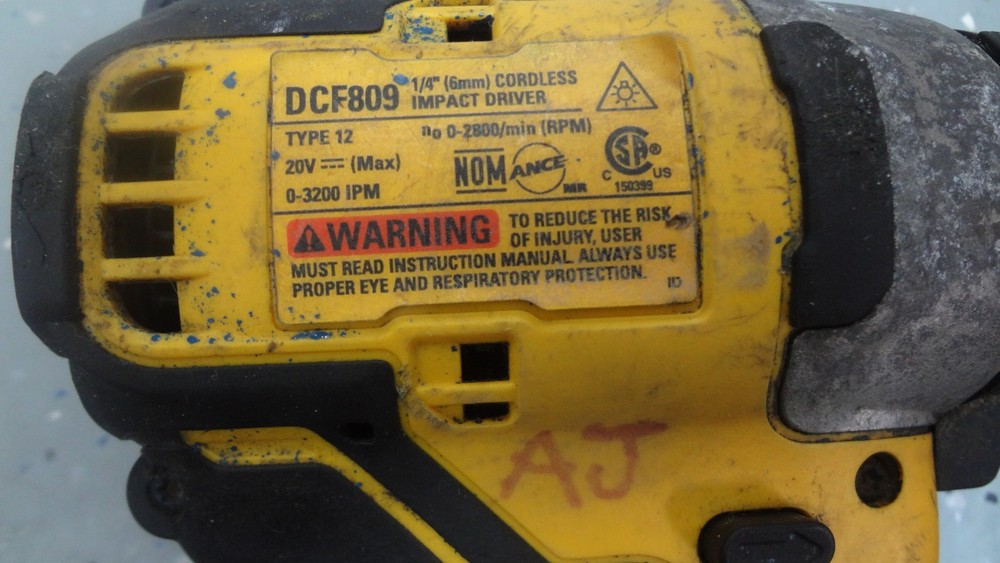 DCF809 1/4" (6mm) CORDLESS
IMPACT DRIVER
TYPE 12 no 0-2800/min (RPM)
20V ⎓ (Max)
0-3200 IPM
NOM ANCE MR
CSA ®
C US
150399
WARNING TO REDUCE THE RISK
OF INJURY, USER
MUST READ INSTRUCTION MANUAL. ALWAYS USE
PROPER EYE AND RESPIRATORY PROTECTION.
AJ